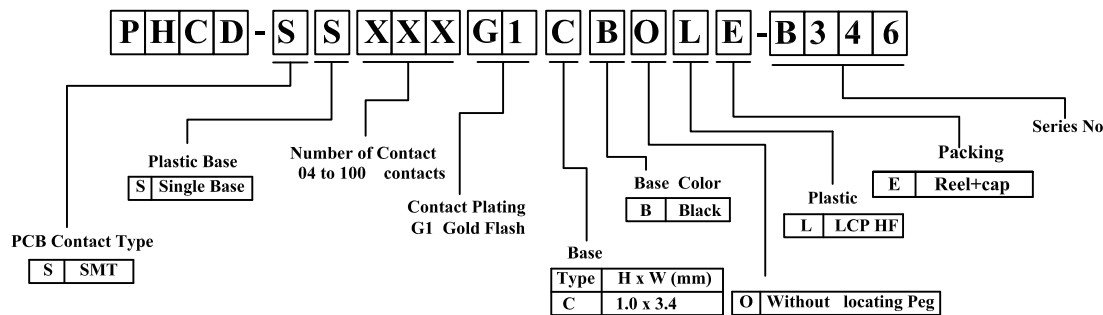 PHCD-SSXXXG1CBOLE-B346
Series No
Number of Contact
04 to 100 contacts
Plastic Base
S Single Base
Packing
E Reel+cap
Base Color
B Black
Plastic
L LCP HF
Contact Plating
G1 Gold Flash
PCB Contact Type
S SMT
Base
Type H x W (mm)
C 1.0 x 3.4
O Without locating Peg